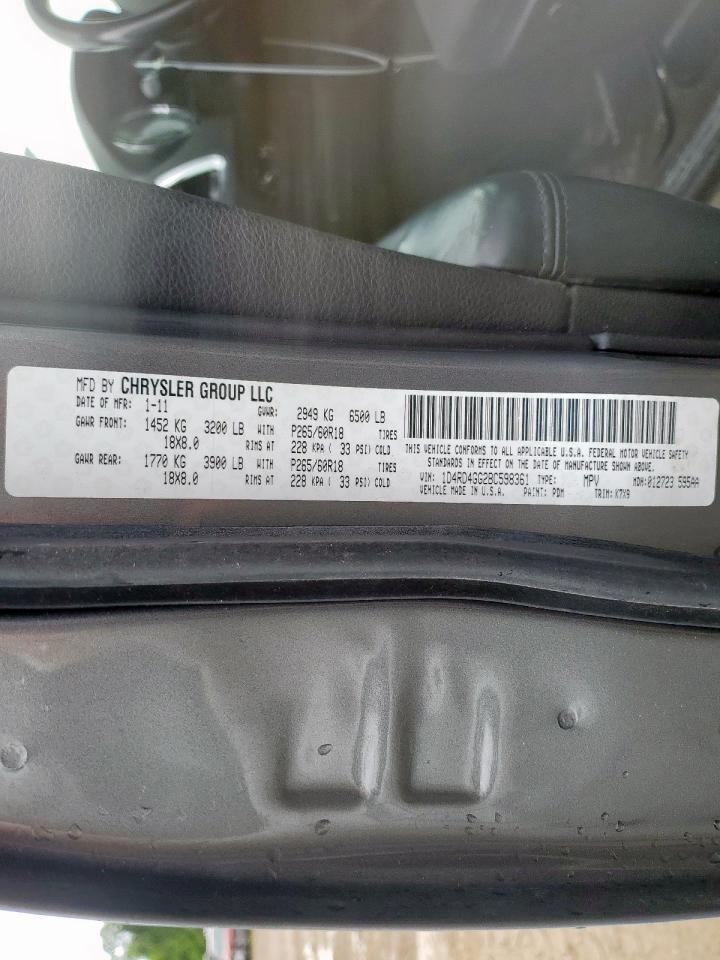 MFD BY CHRYSLER GROUP LLC
DATE OF MFR: 1-11 GVWR: 2949 KG 6500 LB
GAWR FRONT: 1452 KG 3200 LB WITH P265/60R18 TIRES
18X8.0 RIMS AT 228 KPA ( 33 PSI) COLD
GAWR REAR: 1770 KG 3900 LB WITH P265/60R18 TIRES
18X8.0 RIMS AT 228 KPA ( 33 PSI) COLD
THIS VEHICLE CONFORMS TO ALL APPLICABLE U.S.A. FEDERAL MOTOR VEHICLE SAFETY
STANDARDS IN EFFECT ON THE DATE OF MANUFACTURE SHOWN ABOVE.
VIN: 1D4RD4GG2BC598361 TYPE: MPV MDH: 012723 595AA
VEHICLE MADE IN U.S.A. PAINT: PDM TRIM: K7X9